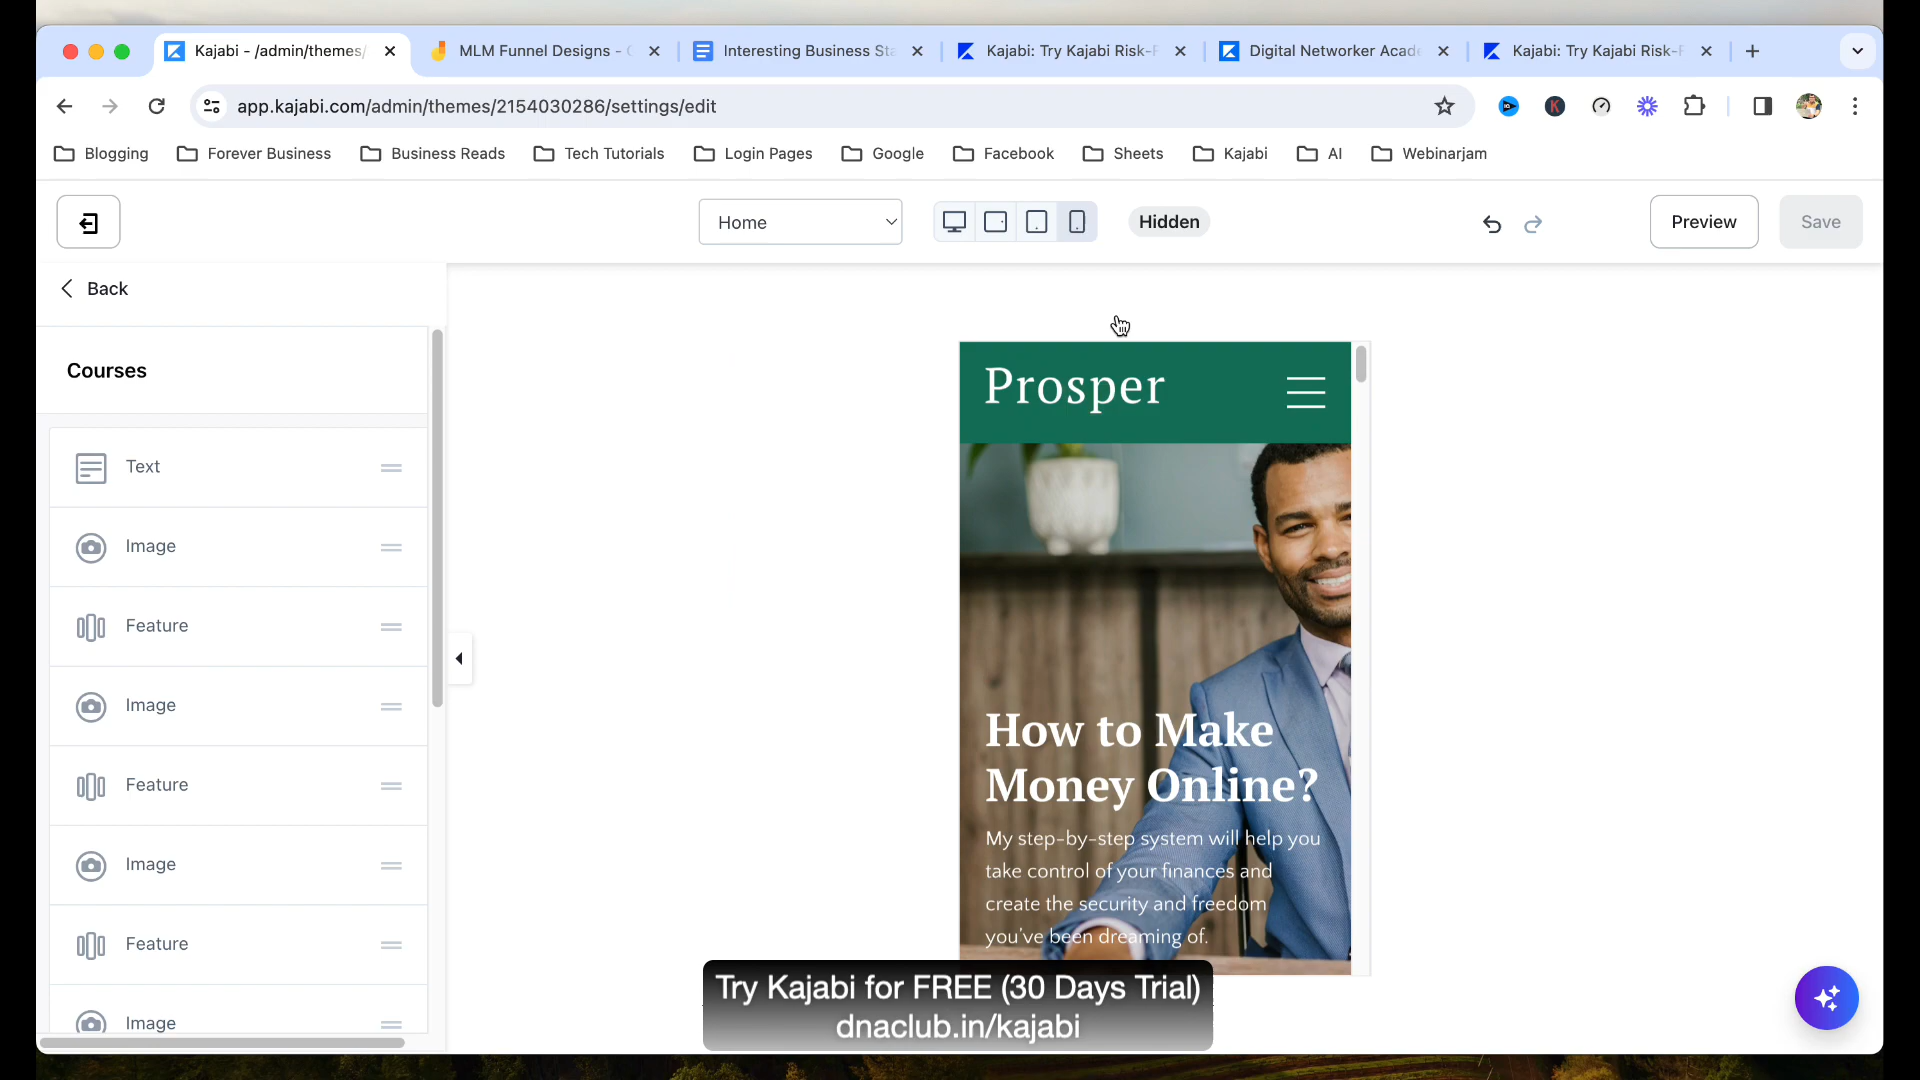 Kajabi - /admin/themes/
MLM Funnel Designs -
Interesting Business Sta
Kajabi: Try Kajabi Risk-F
Digital Networker Acade
Kajabi: Try Kajabi Risk-F
app.kajabi.com/admin/themes/2154030286/settings/edit
K
Blogging
Forever Business
Business Reads
Tech Tutorials
Login Pages
Google
Facebook
Sheets
Kajabi
AI
Webinarjam
Home
Hidden
Preview
Save
Back
Courses
Text
Image
Feature
Image
Feature
Image
Feature
Image
Prosper
How to Make
Money Online?
My step-by-step system will help you
take control of your finances and
create the security and freedom
you've been dreaming of.
Try Kajabi for FREE (30 Days Trial)
dnaclub.in/kajabi